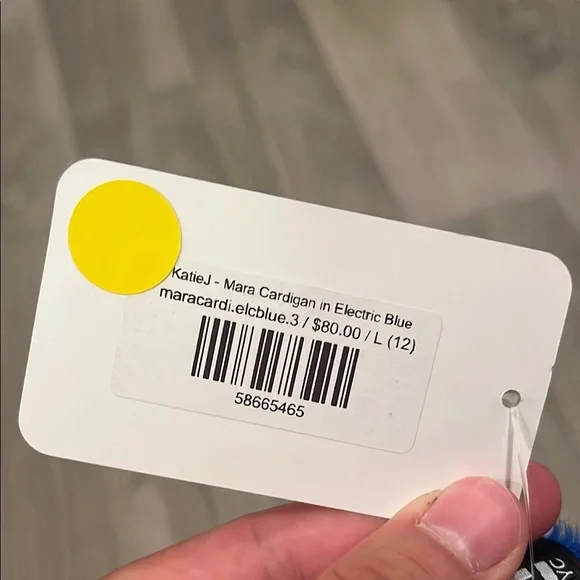 KatieJ - Mara Cardigan in Electric Blue
maracardi.elcblue.3 / $80.00 / L (12)
58665465